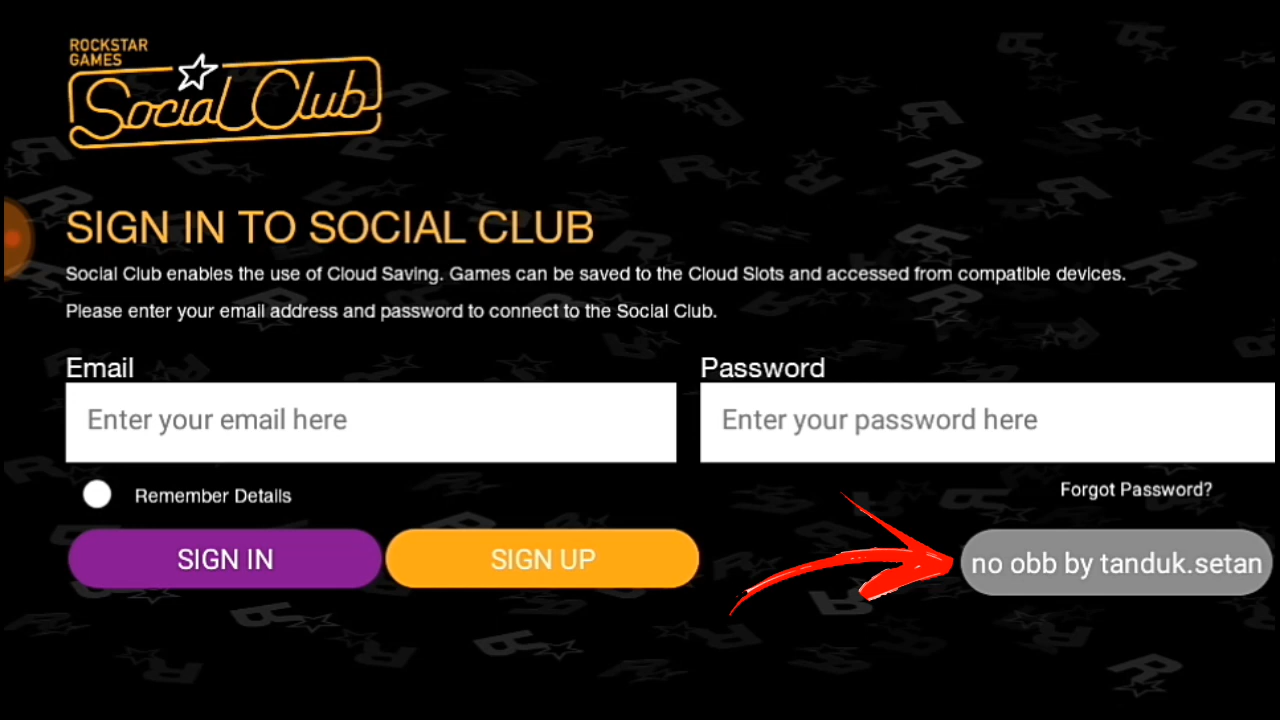 ROCKSTAR
GAMES
Social Club
SIGN IN TO SOCIAL CLUB
Social Club enables the use of Cloud Saving. Games can be saved to the Cloud Slots and accessed from compatible devices.
Please enter your email address and password to connect to the Social Club.
Email
Password
Enter your email here
Enter your password here
Remember Details
Forgot Password?
SIGN IN
SIGN UP
no obb by tanduk.setan